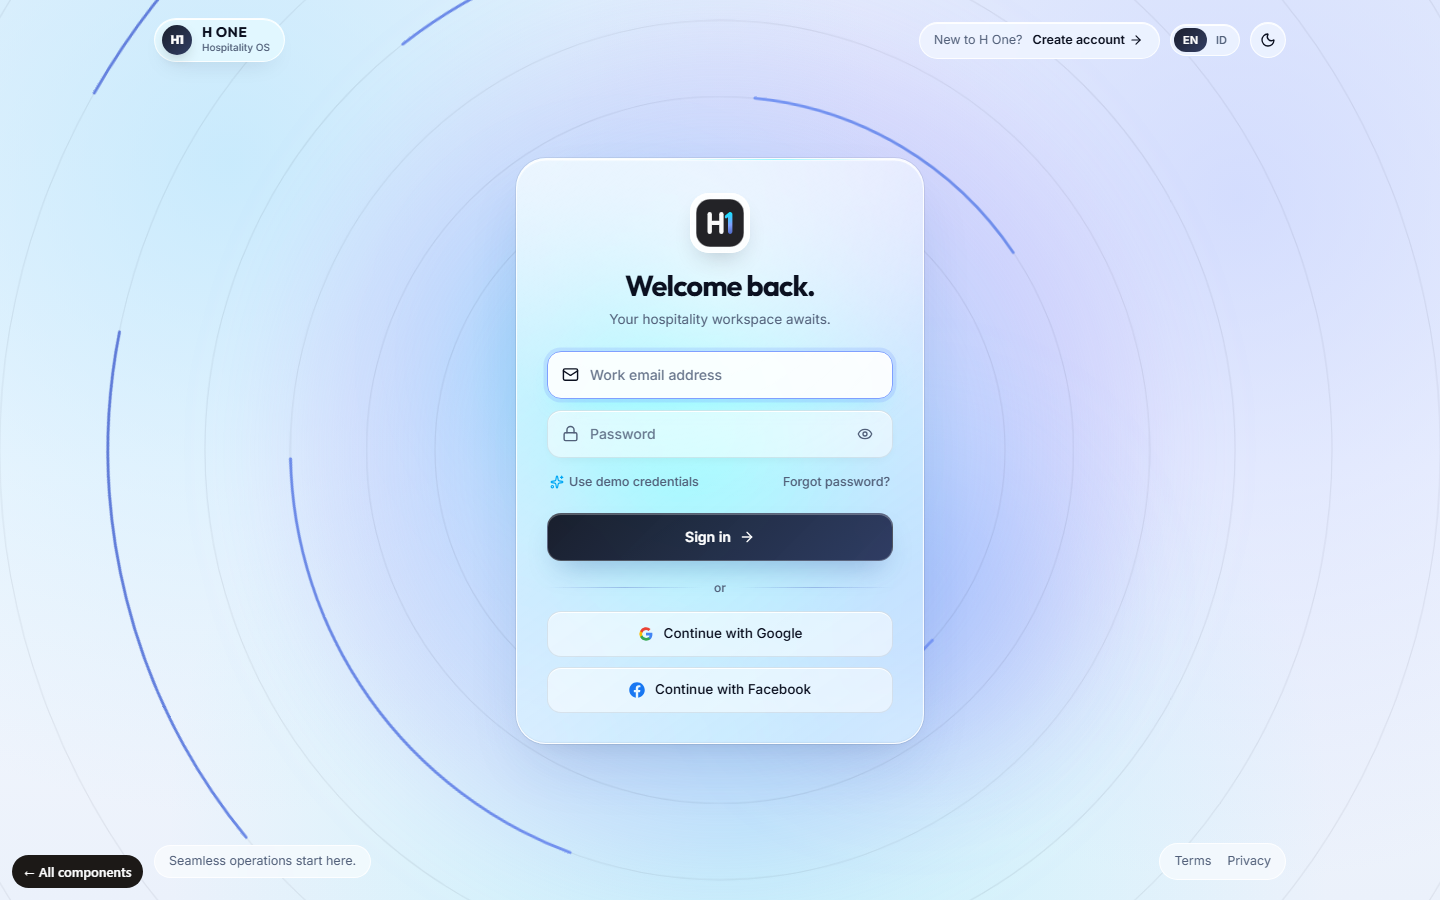 H1
H ONE
Hospitality OS
New to H One? Create account →
EN ID
H1
Welcome back.
Your hospitality workspace awaits.
Work email address
Password
Use demo credentials
Forgot password?
Sign in →
or
Continue with Google
Continue with Facebook
← All components
Seamless operations start here.
Terms Privacy